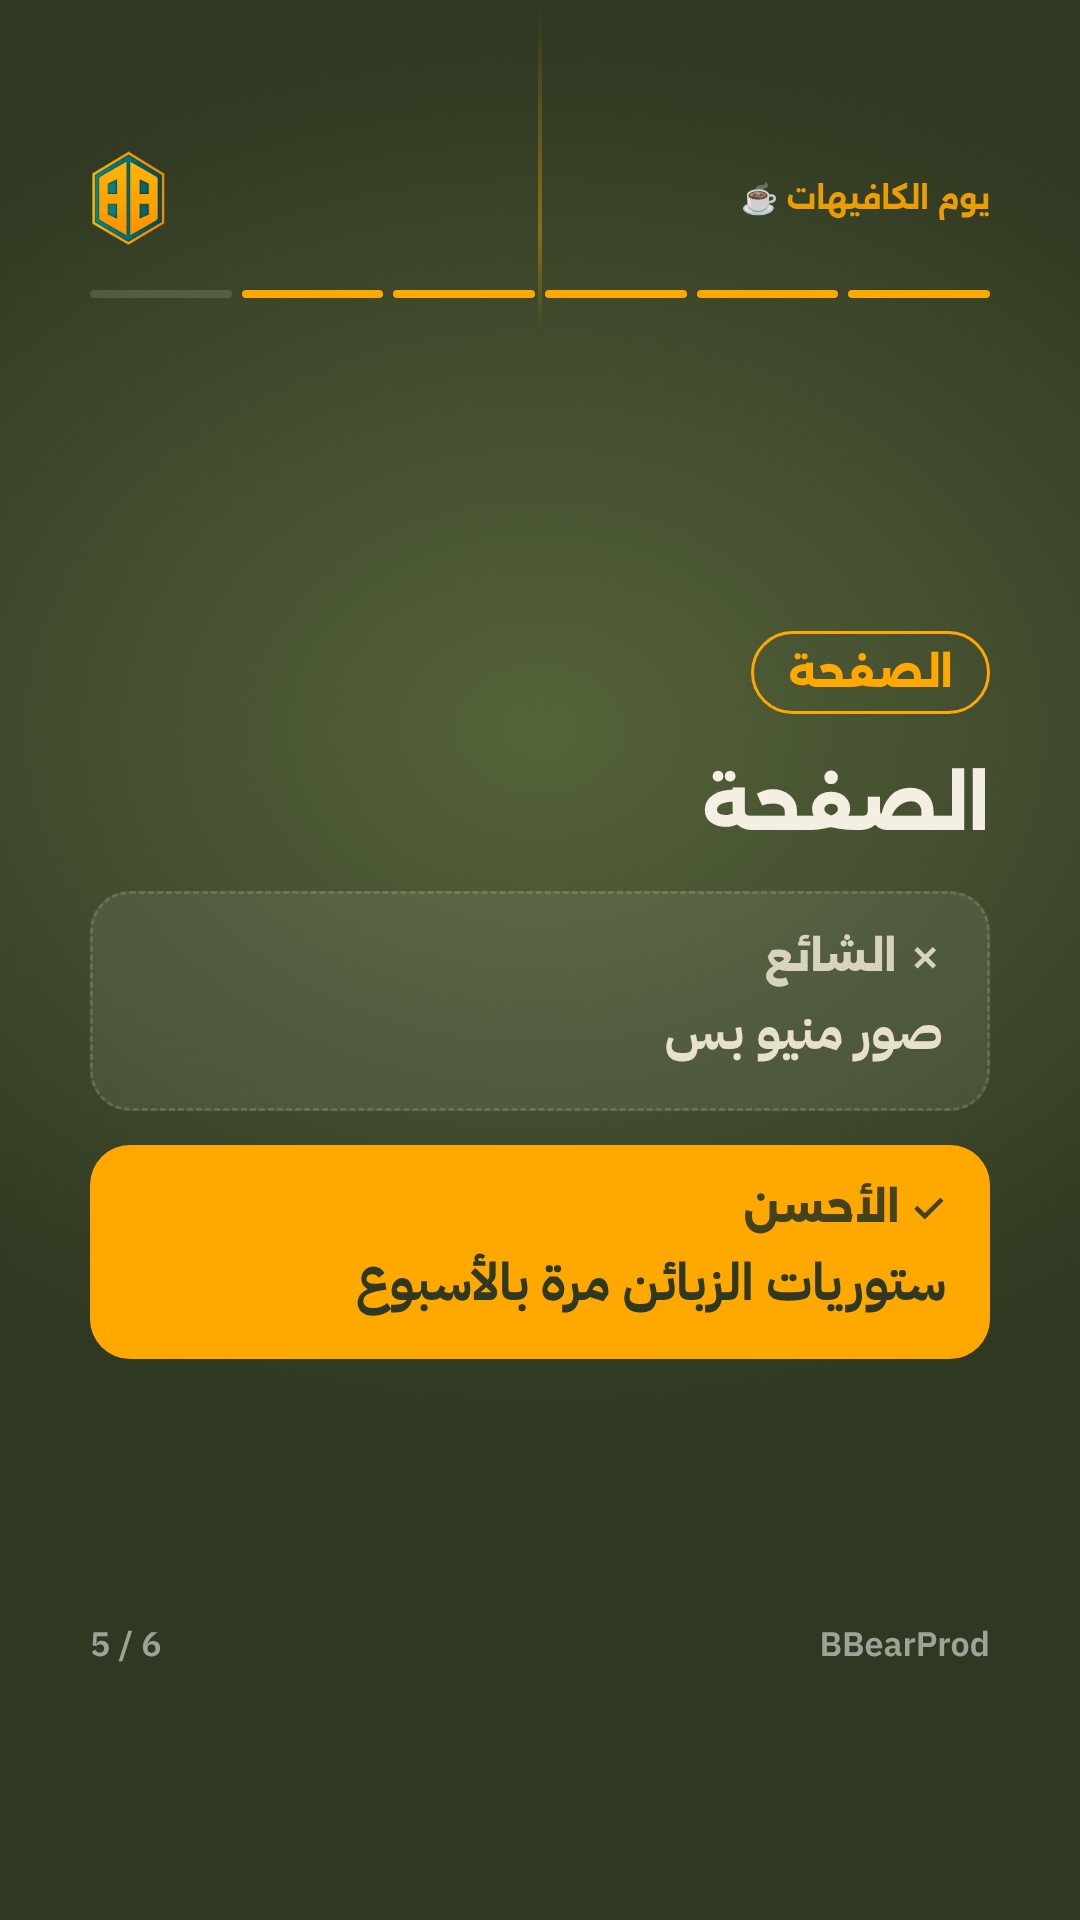 يوم الكافيهات ☕
الصفحة
الصفحة
× الشائع
صور منيو بس
✓ الأحسن
ستوريات الزبائن مرة بالأسبوع
BBearProd
5 / 6